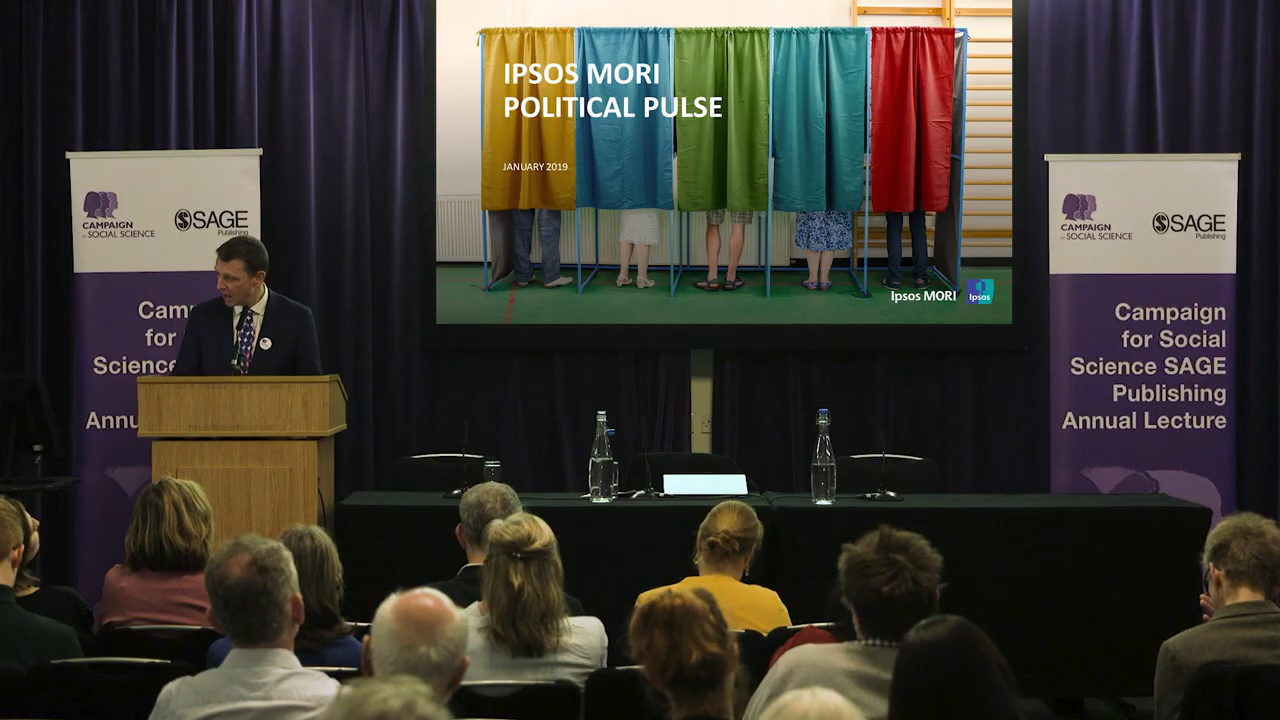 IPSOS MORI
POLITICAL PULSE
JANUARY 2019
Ipsos MORI
Ipsos
CAMPAIGN
for SOCIAL SCIENCE
SAGE
Publishing
Cam
for
Science
Annu
CAMPAIGN
for SOCIAL SCIENCE
SAGE
Publishing
Campaign
for Social
Science SAGE
Publishing
Annual Lecture